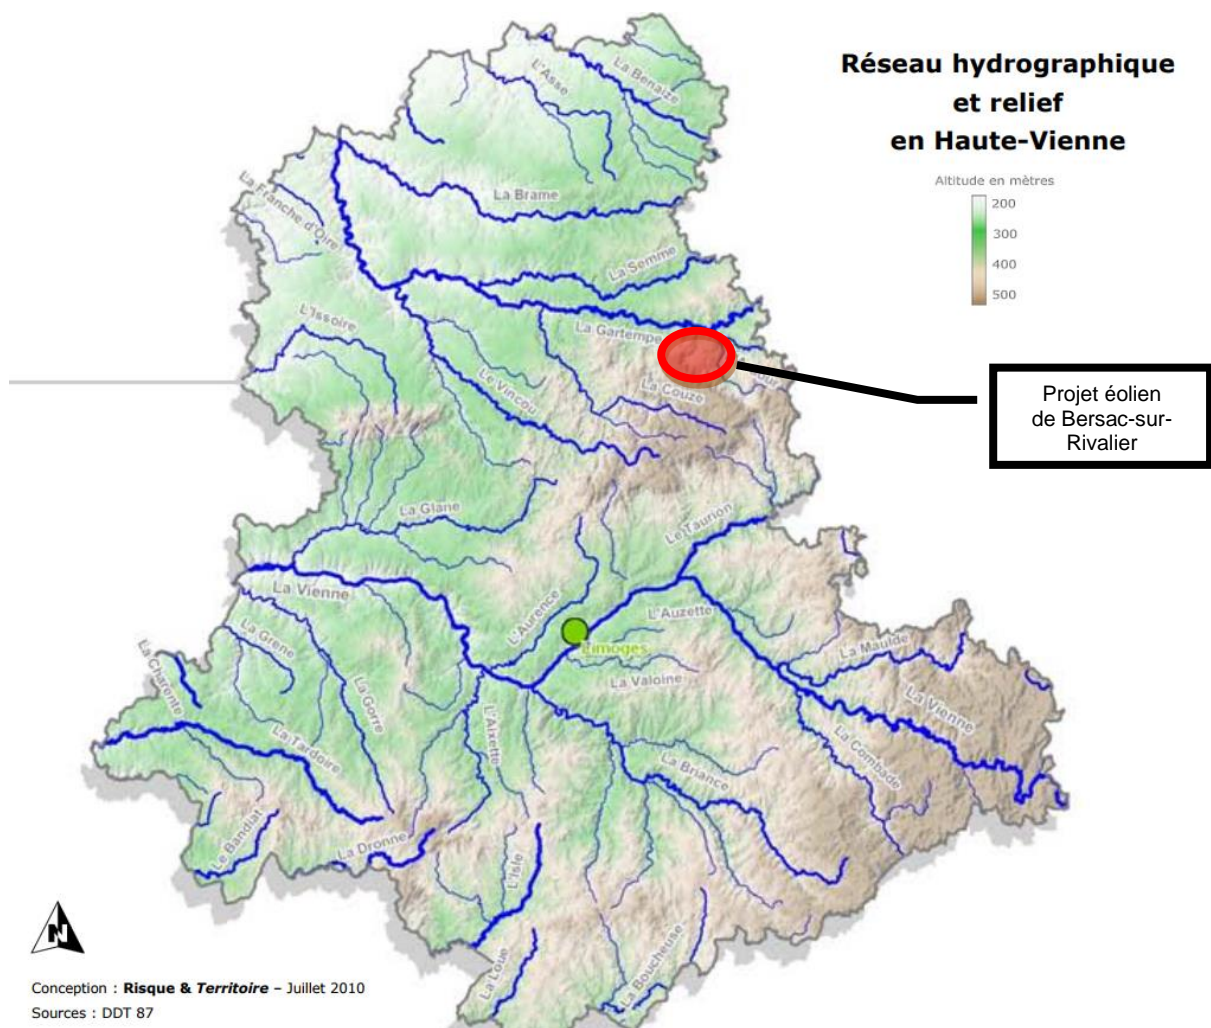 Réseau hydrographique
et relief
en Haute-Vienne
Altitude en mètres
200
300
400
500
La Benaize
L'Asse
La Brame
La Franche d'Oire
La Semme
L'Issoire
La Gartempe
Le Vincou
La Couze
Projet éolien
de Bersac-sur-
Rivalier
La Glane
Le Taurion
La Vienne
L'Aurence
L'Auzette
Limoges
La Grene
La Maulde
La Charente
La Gorre
La Valoine
La Vienne
L'Aixette
La Tardoire
La Combade
La Briance
Le Bandiat
La Dronne
L'Isle
La Loue
La Boucheuse
N
Conception : Risque & Territoire – Juillet 2010
Sources : DDT 87